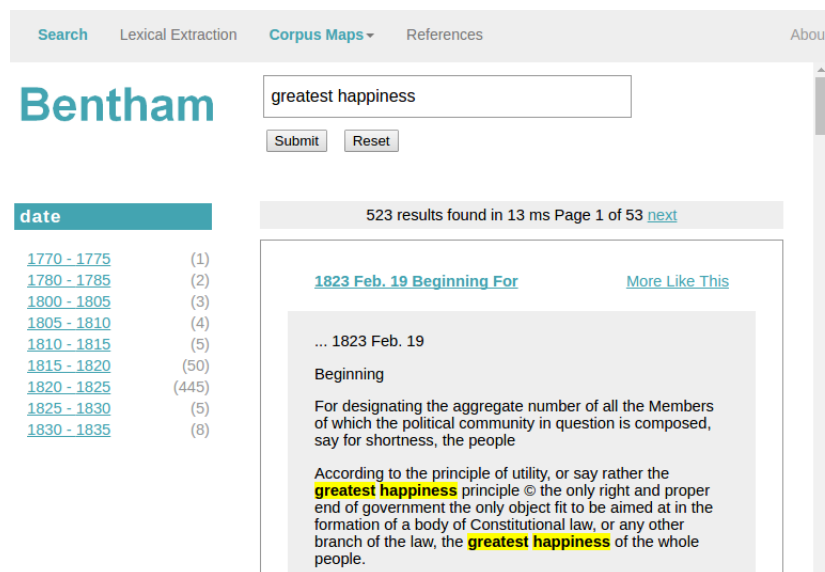 Search Lexical Extraction Corpus Maps References Abou
Bentham
greatest happiness
Submit Reset
date
1770 - 1775 (1)
1780 - 1785 (2)
1800 - 1805 (3)
1805 - 1810 (4)
1810 - 1815 (5)
1815 - 1820 (50)
1820 - 1825 (445)
1825 - 1830 (5)
1830 - 1835 (8)
523 results found in 13 ms Page 1 of 53 next
1823 Feb. 19 Beginning For More Like This
... 1823 Feb. 19
Beginning
For designating the aggregate number of all the Members
of which the political community in question is composed,
say for shortness, the people
According to the principle of utility, or say rather the
greatest happiness principle © the only right and proper
end of government the only object fit to be aimed at in the
formation of a body of Constitutional law, or any other
branch of the law, the greatest happiness of the whole
people.